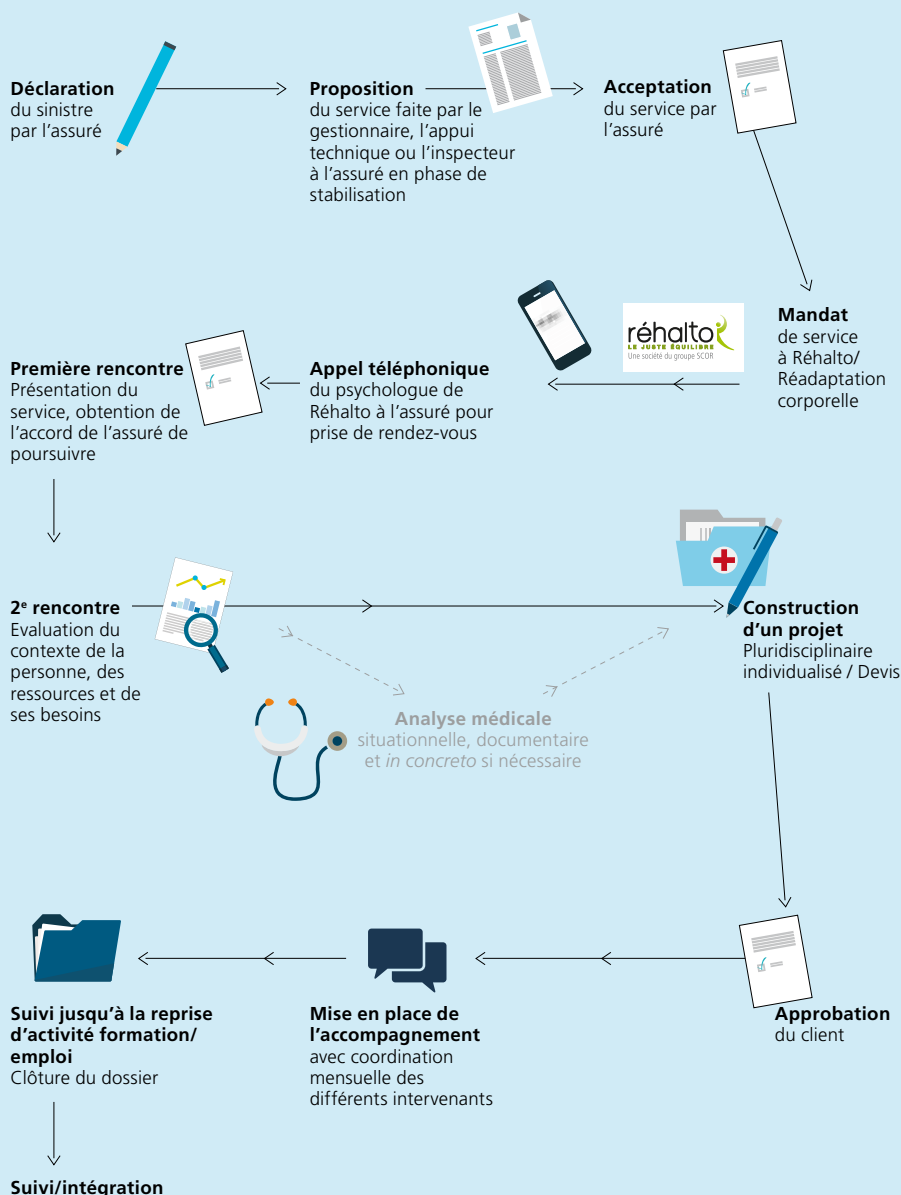 Déclaration
du sinistre
par l'assuré
Proposition
du service faite par le
gestionnaire, l'appui
technique ou l'inspecteur
à l'assuré en phase de
stabilisation
Acceptation
du service par
l'assuré
Mandat
de service
à Réhalto/
Réadaptation
corporelle
réhalto
LE JUSTE ÉQUILIBRE
Une société du groupe SCOR
Appel téléphonique
du psychologue de
Réhalto à l'assuré pour
prise de rendez-vous
Première rencontre
Présentation du
service, obtention de
l'accord de l'assuré de
poursuivre
2e rencontre
Evaluation du
contexte de la
personne, des
ressources et de
ses besoins
Analyse médicale
situationnelle, documentaire
et in concreto si nécessaire
Construction
d'un projet
Pluridisciplinaire
individualisé / Devis
Approbation
du client
Mise en place de
l'accompagnement
avec coordination
mensuelle des
différents intervenants
Suivi jusqu'à la reprise
d'activité formation/
emploi
Clôture du dossier
Suivi/intégration